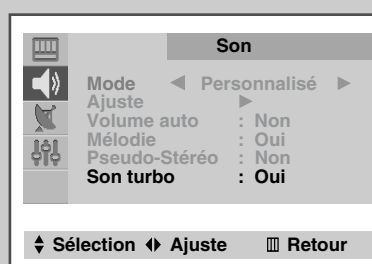 Son
Mode ◀ Personnalisé ▶
Ajuste ▶
Volume auto : Non
Mélodie : Oui
Pseudo-Stéréo : Non
Son turbo : Oui
Sélection Ajuste Retour